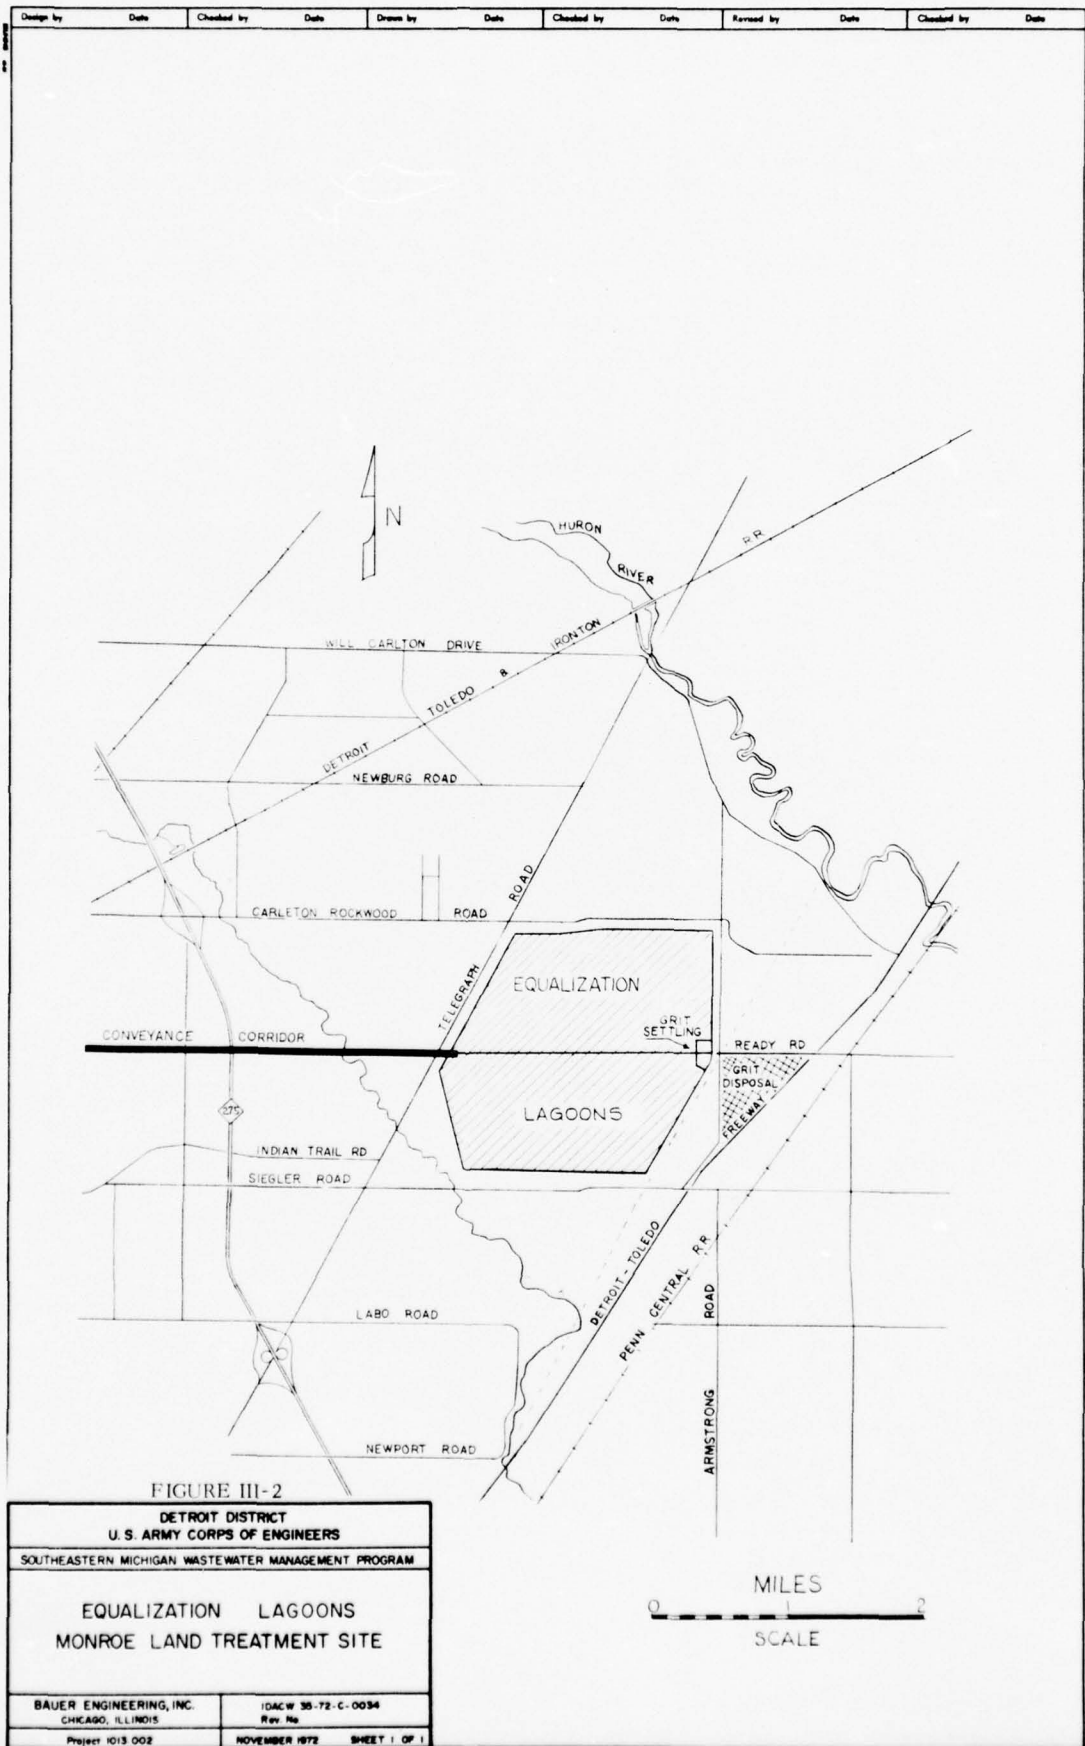 Design by Date Checked by Date Drawn by Date Checked by Date Revised by Date Checked by Date
N
HURON
RIVER
R.R.
IRONTON
&
TOLEDO
DETROIT
WILL CARLTON DRIVE
NEWBURG ROAD
CARLETON ROCKWOOD ROAD
TELEGRAPH ROAD
EQUALIZATION
LAGOONS
GRIT
SETTLING
READY RD
GRIT
DISPOSAL
FREEWAY
CONVEYANCE CORRIDOR
275
INDIAN TRAIL RD
SIEGLER ROAD
DETROIT - TOLEDO
PENN CENTRAL RR
ARMSTRONG ROAD
LABO ROAD
NEWPORT ROAD
FIGURE III-2
DETROIT DISTRICT
U. S. ARMY CORPS OF ENGINEERS
SOUTHEASTERN MICHIGAN WASTEWATER MANAGEMENT PROGRAM
EQUALIZATION LAGOONS
MONROE LAND TREATMENT SITE
BAUER ENGINEERING, INC.
CHICAGO, ILLINOIS
Project 1013 002
IDACW 35-72-C-0034
Rev. No
NOVEMBER 1972 SHEET 1 OF 1
MILES
0 1 2
SCALE